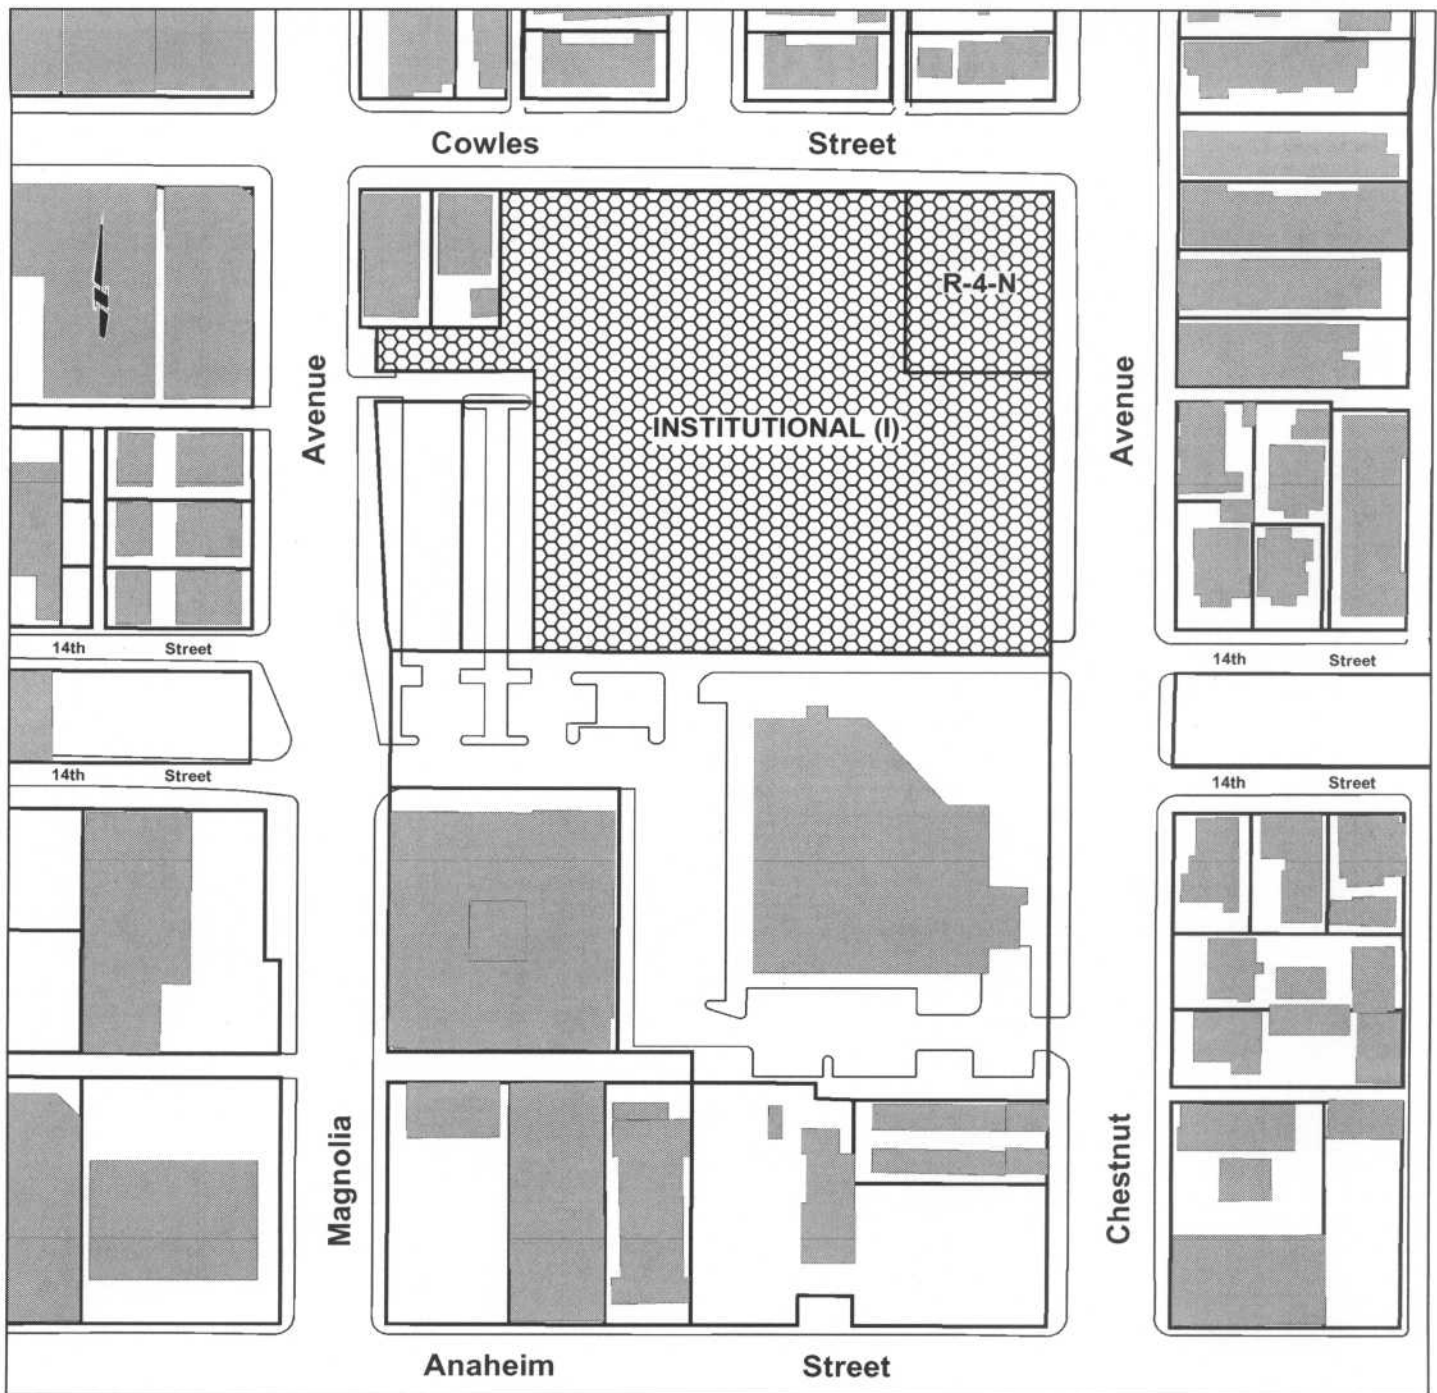 Cowles Street
R-4-N
Avenue
Avenue
INSTITUTIONAL (I)
14th Street
14th Street
14th Street
14th Street
Magnolia
Chestnut
Anaheim Street